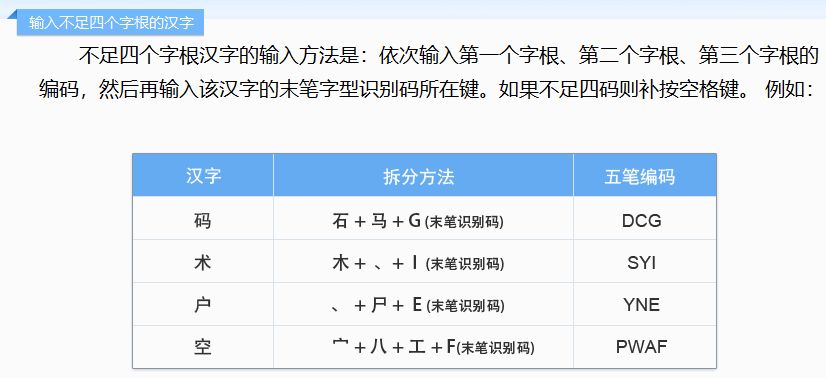 输入不足四个字根的汉字
不足四个字根汉字的输入方法是：依次输入第一个字根、第二个字根、第三个字根的
编码，然后再输入该汉字的末笔字型识别码所在键。如果不足四码则补按空格键。 例如：
汉字 拆分方法 五笔编码
码 石 + 马 + G (末笔识别码) DCG
术 木 + 、 + I (末笔识别码) SYI
户 、 + 尸 + E (末笔识别码) YNE
空 宀 + 八 + 工 + F(末笔识别码) PWAF